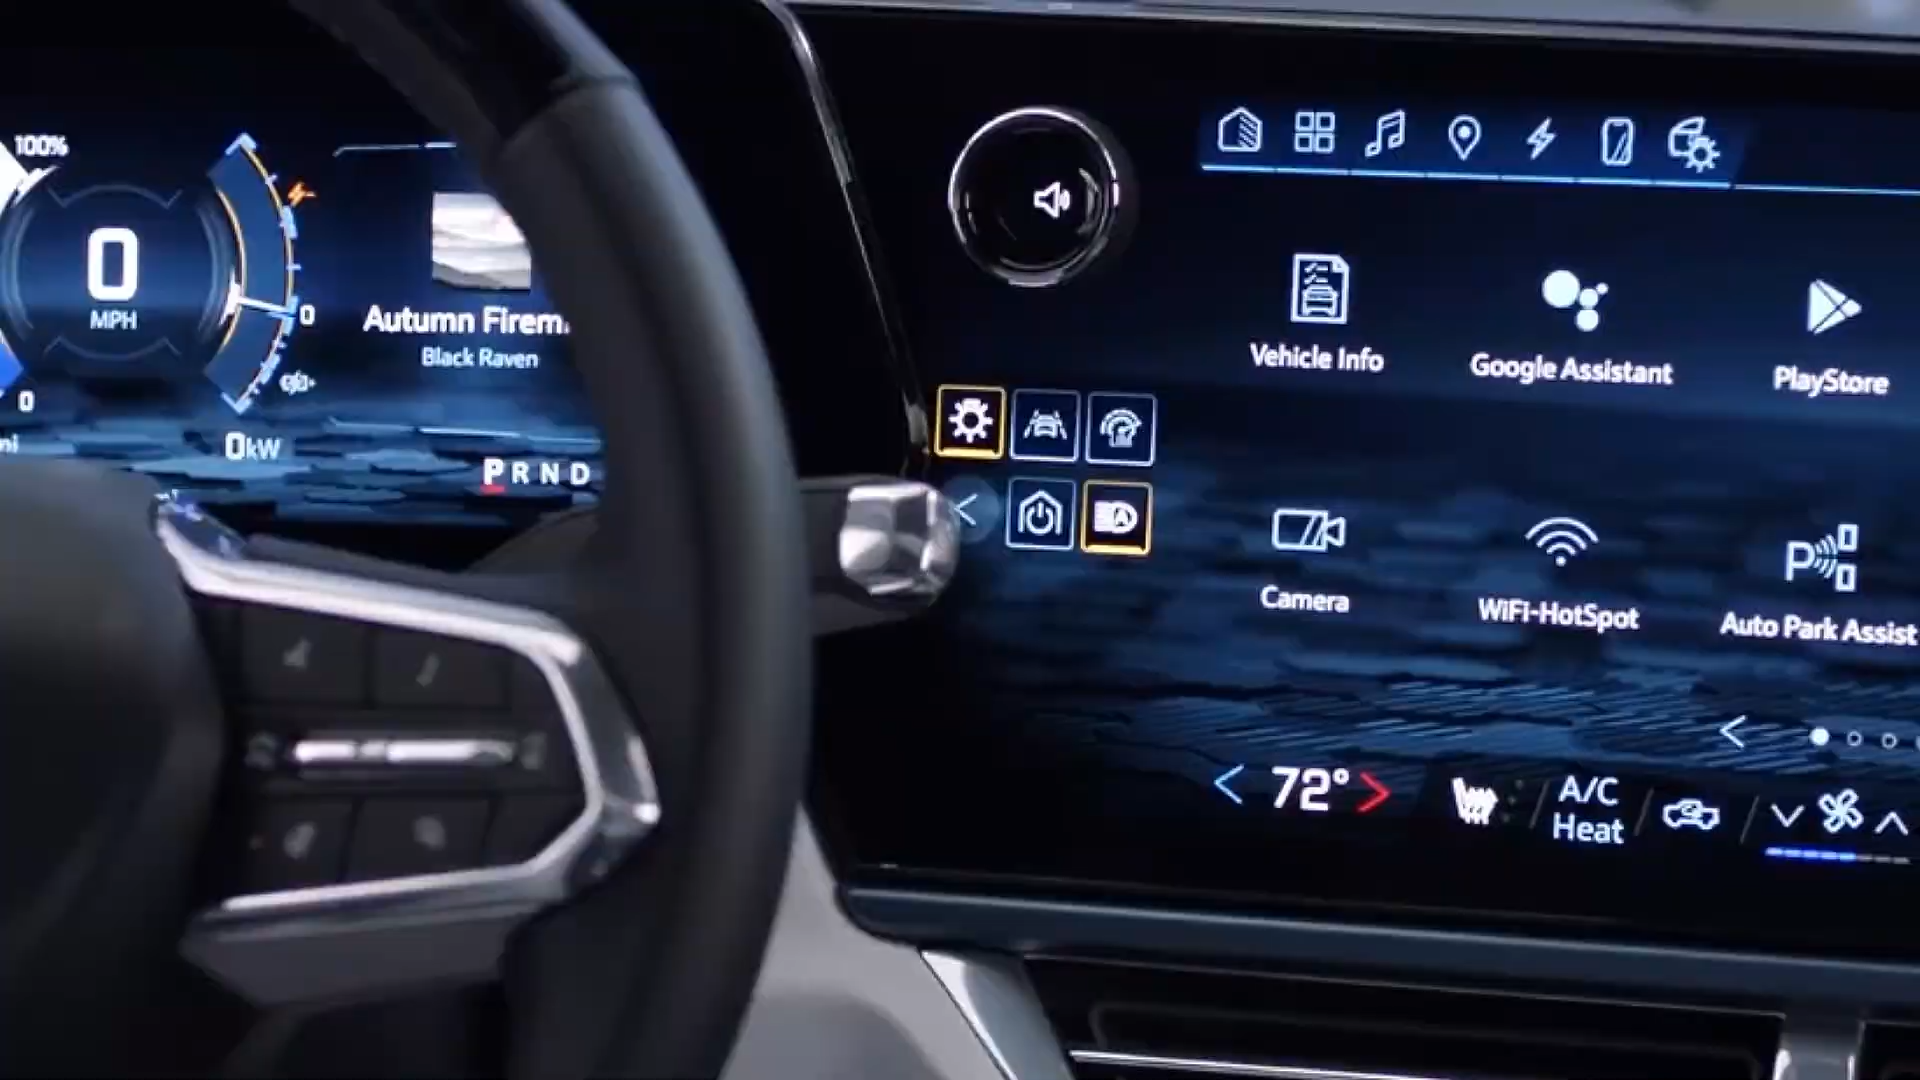 100%
0
MPH
0
0
mi
0kW
Autumn Firem.
Black Raven
P R N D
A
Vehicle Info
Google Assistant
PlayStore
Camera
WiFi-HotSpot
P
Auto Park Assist
72°
A/C
Heat